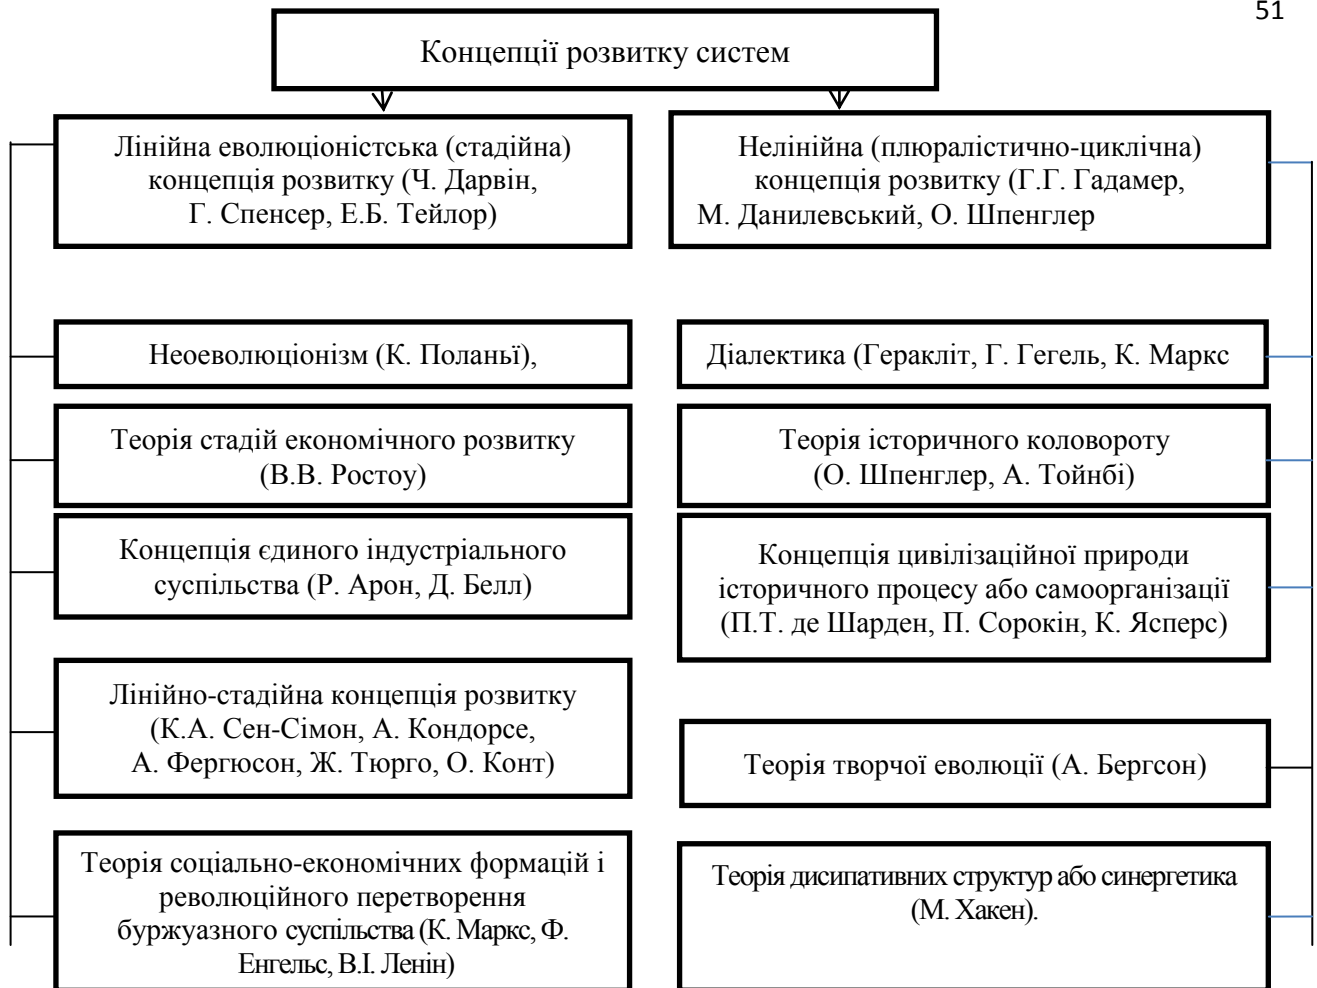 51
Концепції розвитку систем
Лінійна еволюціоністська (стадійна)
концепція розвитку (Ч. Дарвін,
Г. Спенсер, Е.Б. Тейлор)
Нелінійна (плюралістично-циклічна)
концепція розвитку (Г.Г. Гадамер,
М. Данилевський, О. Шпенглер
Неоеволюціонізм (К. Поланьї),
Діалектика (Геракліт, Г. Гегель, К. Маркс
Теорія стадій економічного розвитку
(В.В. Ростоу)
Теорія історичного коловороту
(О. Шпенглер, А. Тойнбі)
Концепція єдиного індустріального
суспільства (Р. Арон, Д. Белл)
Концепція цивілізаційної природи
історичного процесу або самоорганізації
(П.Т. де Шарден, П. Сорокін, К. Ясперс)
Лінійно-стадійна концепція розвитку
(К.А. Сен-Сімон, А. Кондорсе,
А. Фергюсон, Ж. Тюрго, О. Конт)
Теорія творчої еволюції (А. Бергсон)
Теорія соціально-економічних формацій і
революційного перетворення
буржуазного суспільства (К. Маркс, Ф.
Енгельс, В.І. Ленін)
Теорія дисипативних структур або синергетика
(М. Хакен).